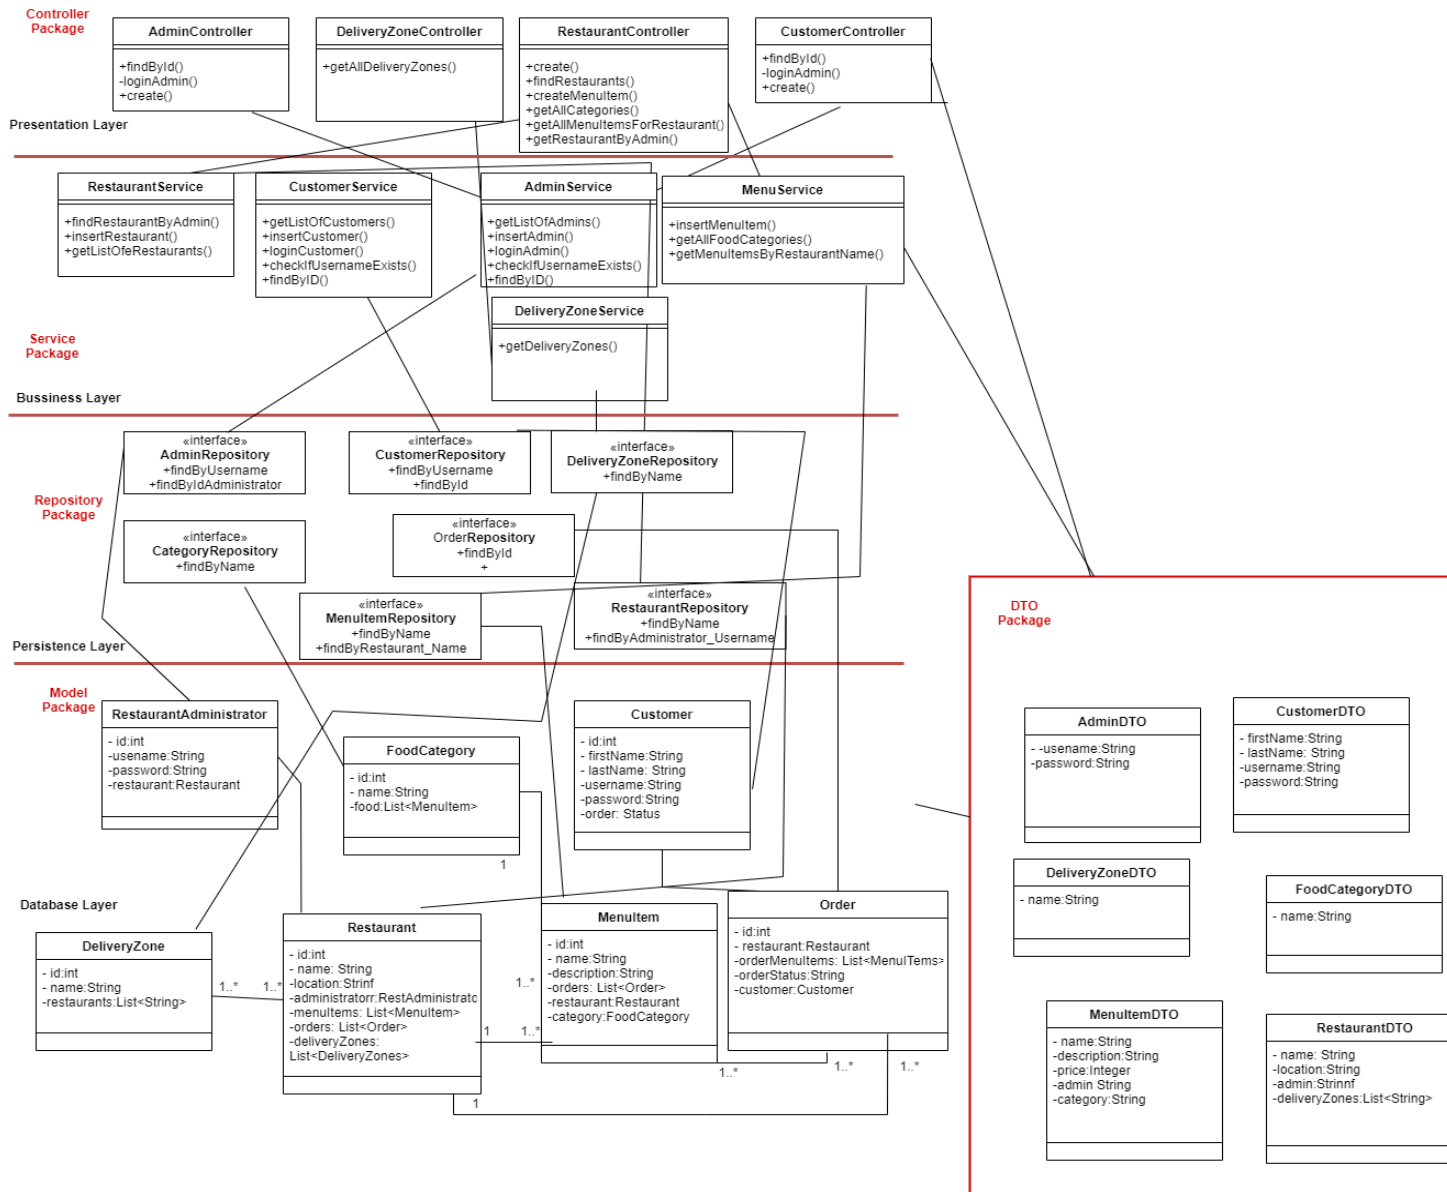 Controller
Package
AdminController
+findById()
-loginAdmin()
+create()
DeliveryZoneController
+getAllDeliveryZones()
RestaurantController
+create()
+findRestaurants()
+createMenuItem()
+getAllCategories()
+getAllMenuItemsForRestaurant()
+getRestaurantByAdmin()
CustomerController
+findById()
-loginAdmin()
+create()
Presentation Layer
RestaurantService
+findRestaurantByAdmin()
+insertRestaurant()
+getListOfeRestaurants()
CustomerService
+getListOfCustomers()
+insertCustomer()
+loginCustomer()
+checkIfUsernameExists()
+findByID()
AdminService
+getListOfAdmins()
+insertAdmin()
+loginAdmin()
+checkIfUsernameExists()
+findByID()
MenuService
+insertMenuItem()
+getAllFoodCategories()
+getMenuItemsByRestaurantName()
DeliveryZoneService
+getDeliveryZones()
Service
Package
Bussiness Layer
«interface»
AdminRepository
+findByUsername
+findByIdAdministrator
«interface»
CustomerRepository
+findByUsername
+findById
«interface»
DeliveryZoneRepository
+findByName
Repository
Package
«interface»
CategoryRepository
+findByName
«interface»
OrderRepository
+findById
+
«interface»
MenuItemRepository
+findByName
+findByRestaurant_Name
«interface»
RestaurantRepository
+findByName
+findByAdministrator_Username
Persistence Layer
Model
Package
RestaurantAdministrator
- id:int
-usename:String
-password:String
-restaurant:Restaurant
FoodCategory
- id:int
- name:String
-food:List<MenuItem>
1
Customer
- id:int
- firstName:String
- lastName: String
-username:String
-password:String
-order: Status
Database Layer
DeliveryZone
- id:int
- name:String
-restaurants:List<String>
1..*
1..*
Restaurant
- id:int
- name: String
-location:Strinf
-administratorr:RestAdministratc
-menuItems: List<MenuItem>
-orders: List<Order>
-deliveryZones:
List<DeliveryZones>
1..*
1
1..*
1
MenuItem
- id:int
- name:String
-description:String
-orders: List<Order>
-restaurant:Restaurant
-category:FoodCategory
1..*
Order
- id:int
- restaurant:Restaurant
-orderMenuItems: List<MenuITems>
-orderStatus:String
-customer:Customer
1..*
1..*
DTO
Package
AdminDTO
- -usename:String
-password:String
CustomerDTO
- firstName:String
- lastName: String
-username:String
-password:String
DeliveryZoneDTO
- name:String
FoodCategoryDTO
- name:String
MenuItemDTO
- name:String
-description:String
-price:Integer
-admin String
-category:String
RestaurantDTO
- name: String
-location:String
-admin:Strinnf
-deliveryZones:List<String>